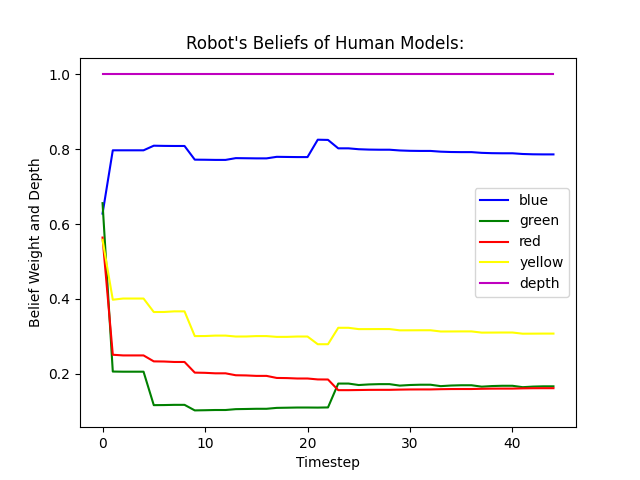 Robot's Beliefs of Human Models:
Belief Weight and Depth
1.0
0.8
0.6
0.4
0.2
blue
green
red
yellow
depth
0 10 20 30 40
Timestep